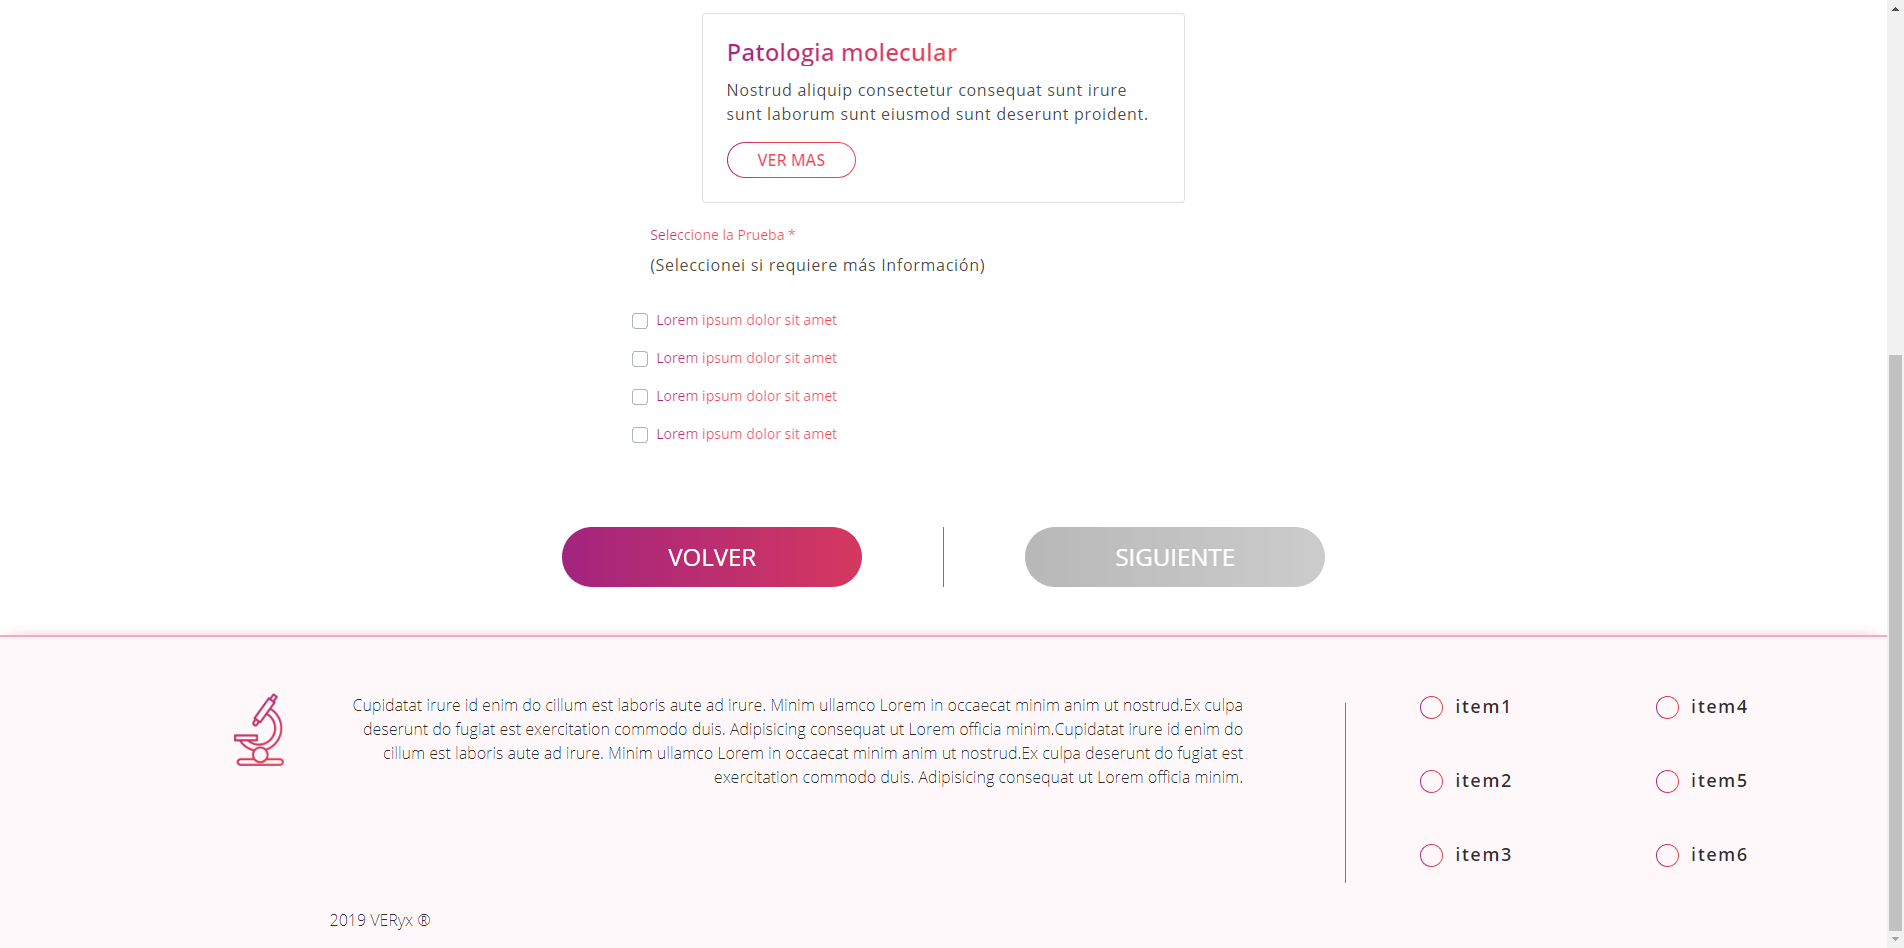 Patologia molecular
Nostrud aliquip consectetur consequat sunt irure
sunt laborum sunt eiusmod sunt deserunt proident.
VER MAS
Seleccione la Prueba *
(Seleccionei si requiere más Información)
Lorem ipsum dolor sit amet
Lorem ipsum dolor sit amet
Lorem ipsum dolor sit amet
Lorem ipsum dolor sit amet
VOLVER
SIGUIENTE
Cupidatat irure id enim do cillum est laboris aute ad irure. Minim ullamco Lorem in occaecat minim anim ut nostrud.Ex culpa
deserunt do fugiat est exercitation commodo duis. Adipisicing consequat ut Lorem officia minim.Cupidatat irure id enim do
cillum est laboris aute ad irure. Minim ullamco Lorem in occaecat minim anim ut nostrud.Ex culpa deserunt do fugiat est
exercitation commodo duis. Adipisicing consequat ut Lorem officia minim.
item1
item2
item3
item4
item5
item6
2019 VERyx ®